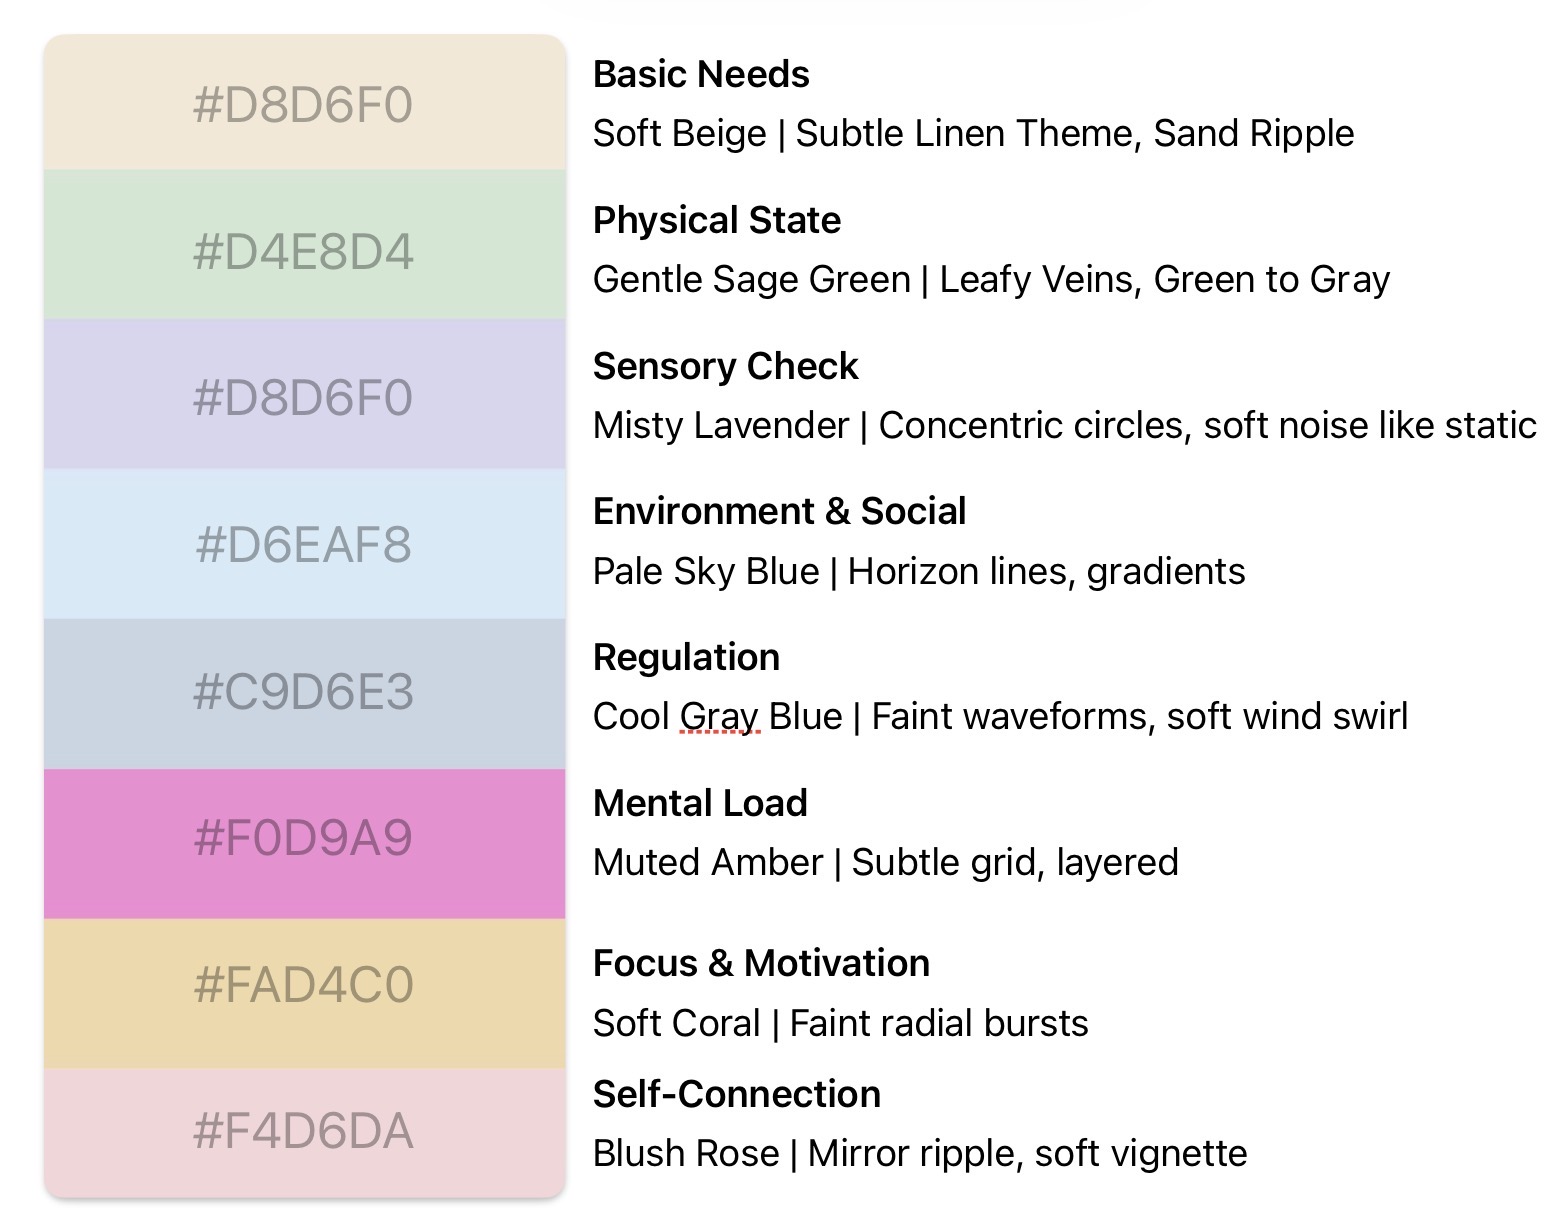 #D8D6F0
Basic Needs
Soft Beige | Subtle Linen Theme, Sand Ripple
#D4E8D4
Physical State
Gentle Sage Green | Leafy Veins, Green to Gray
#D8D6F0
Sensory Check
Misty Lavender | Concentric circles, soft noise like static
#D6EAF8
Environment & Social
Pale Sky Blue | Horizon lines, gradients
#C9D6E3
Regulation
Cool Gray Blue | Faint waveforms, soft wind swirl
#F0D9A9
Mental Load
Muted Amber | Subtle grid, layered
#FAD4C0
Focus & Motivation
Soft Coral | Faint radial bursts
#F4D6DA
Self-Connection
Blush Rose | Mirror ripple, soft vignette